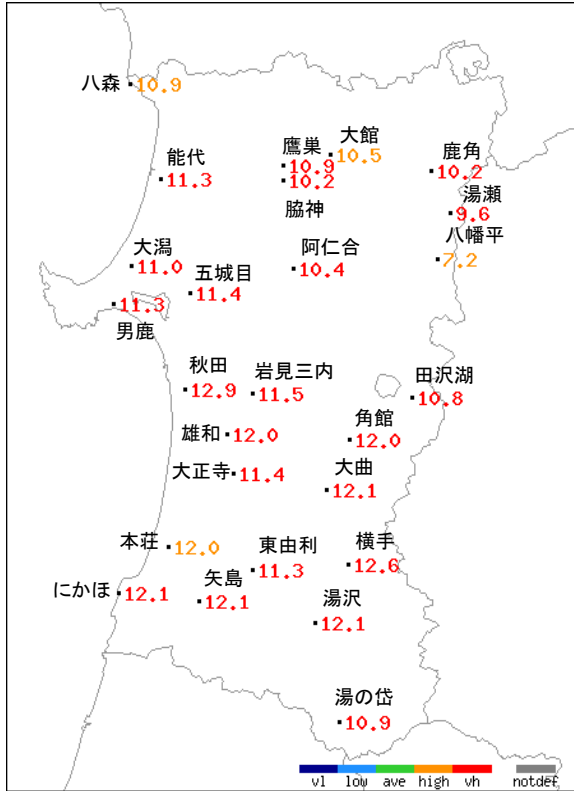 八森
10.9
大館
10.5
鷹巣
10.9
10.2
脇神
能代
11.3
鹿角
10.2
湯瀬
9.6
八幡平
7.2
大潟
11.0
五城目
11.4
阿仁合
10.4
11.3
男鹿
秋田
12.9
岩見三内
11.5
田沢湖
10.8
雄和
12.0
角館
12.0
大正寺
11.4
大曲
12.1
本荘
12.0
東由利
11.3
横手
12.6
にかほ
12.1
矢島
12.1
湯沢
12.1
湯の岱
10.9
vl low ave high vh notdef